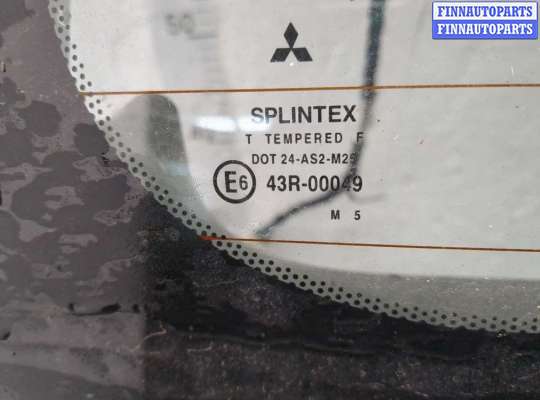 FINNAUTOPARTS
FINNAUTOPARTS
SPLINTEX
T TEMPERED F
DOT 24-AS2-M25
E6 43R-00049
M 5